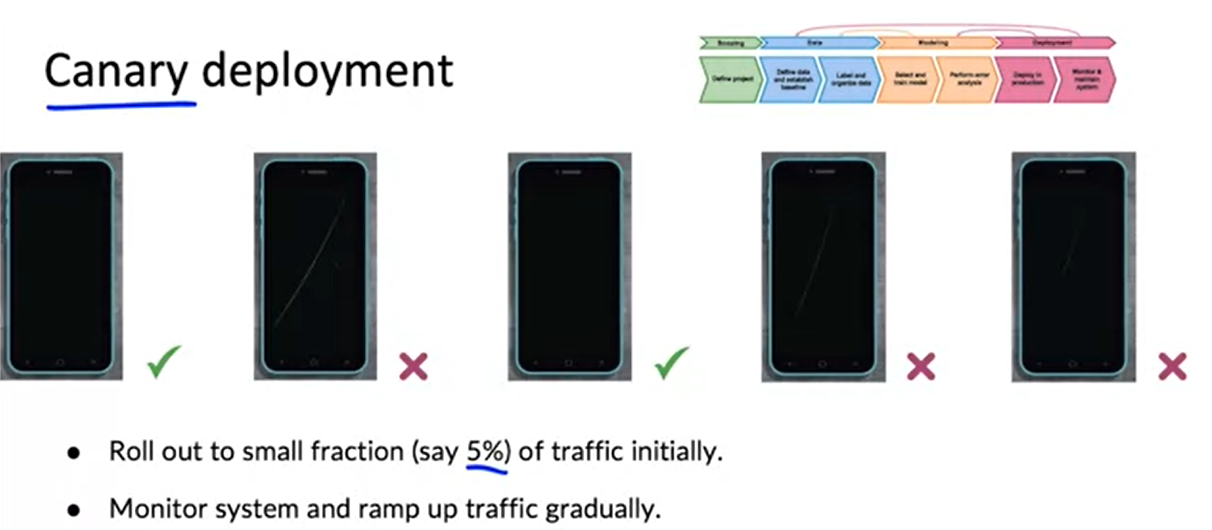 Canary deployment
Scoping
Data
Modeling
Deployment
Define project
Define data
and establish
baseline
Label and
organize data
Select and
train model
Perform error
analysis
Deploy in
production
Monitor &
maintain
system
● Roll out to small fraction (say 5%) of traffic initially.
● Monitor system and ramp up traffic gradually.